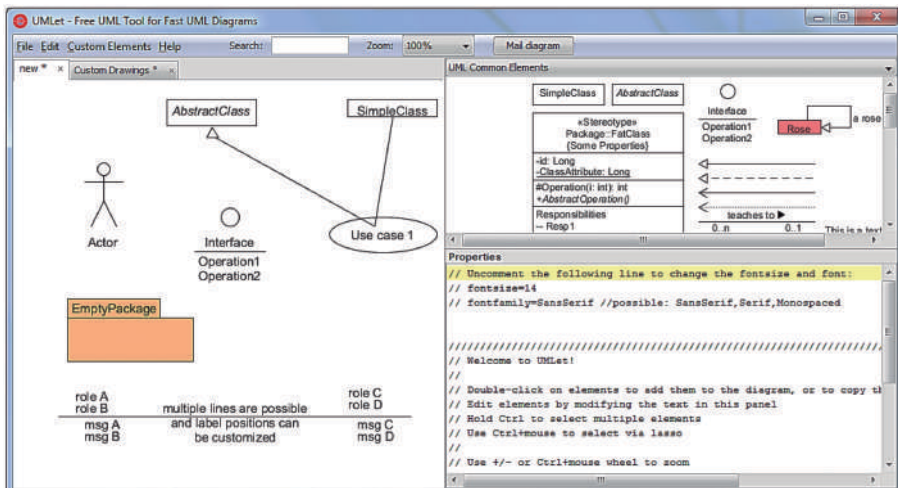 UMLet - Free UML Tool for Fast UML Diagrams
File Edit Custom Elements Help Search: Zoom: 100% Mail diagram
new * × Custom Drawings * ×
AbstractClass
SimpleClass
Actor
Interface
Operation1
Operation2
Use case 1
EmptyPackage
role A
role B
msg A
msg B
multiple lines are possible
and label positions can
be customized
role C
role D
msg C
msg D
UML Common Elements
SimpleClass
AbstractClass
«Stereotype»
Package::FatClass
{Some Properties}
-id: Long
-ClassAttribute: Long
#Operation(i: int): int
+AbstractOperation()
Responsibilities
-- Resp1
Interface
Operation1
Operation2
Rose
a rose
teaches to ►
0..n 0..1
This is a text
Properties
// Uncomment the following line to change the fontsize and font:
// fontsize=14
// fontfamily=SansSerif //possible: SansSerif,Serif,Monospaced
////////////////////////////////////////////////////////////////////////
// Welcome to UMLet!
//
// Double-click on elements to add them to the diagram, or to copy th
// Edit elements by modifying the text in this panel
// Hold Ctrl to select multiple elements
// Use Ctrl+mouse to select via lasso
//
// Use +/- or Ctrl+mouse wheel to zoom